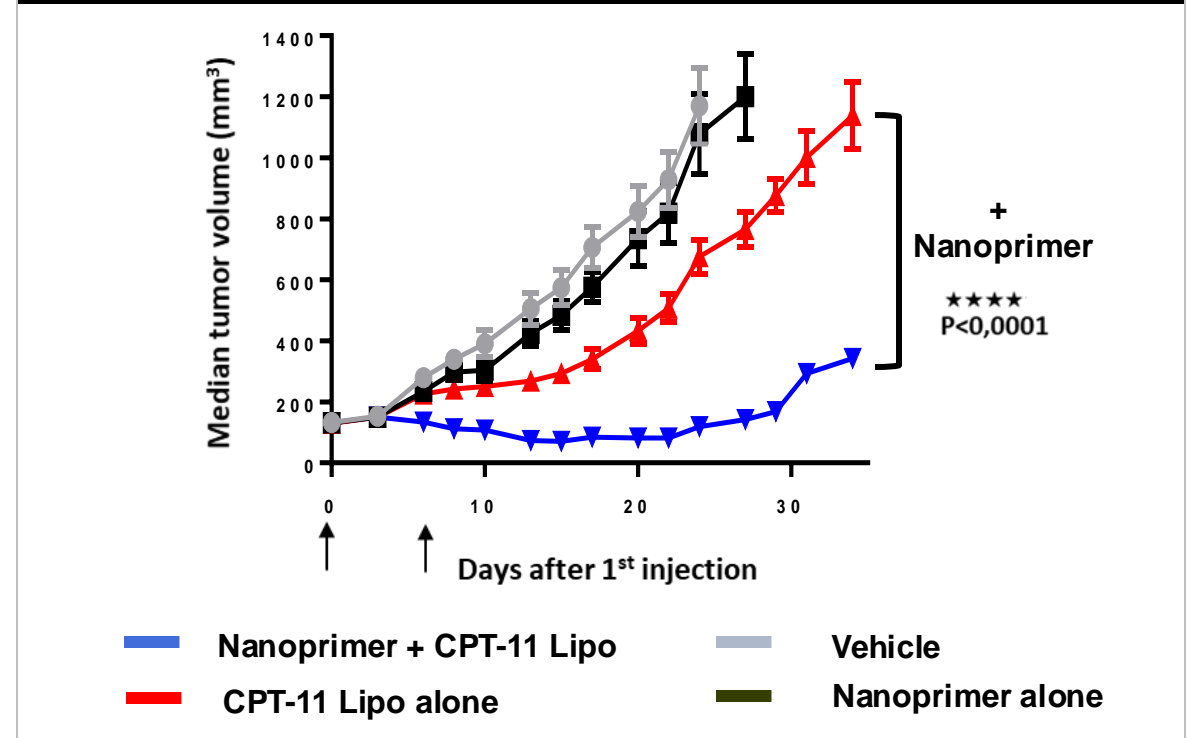 1400
1200
1000
800
600
400
200
0
Median tumor volume (mm³)
0 10 20 30
Days after 1st injection
+
Nanoprimer
★★★★
P<0,0001
Nanoprimer + CPT-11 Lipo
Vehicle
CPT-11 Lipo alone
Nanoprimer alone